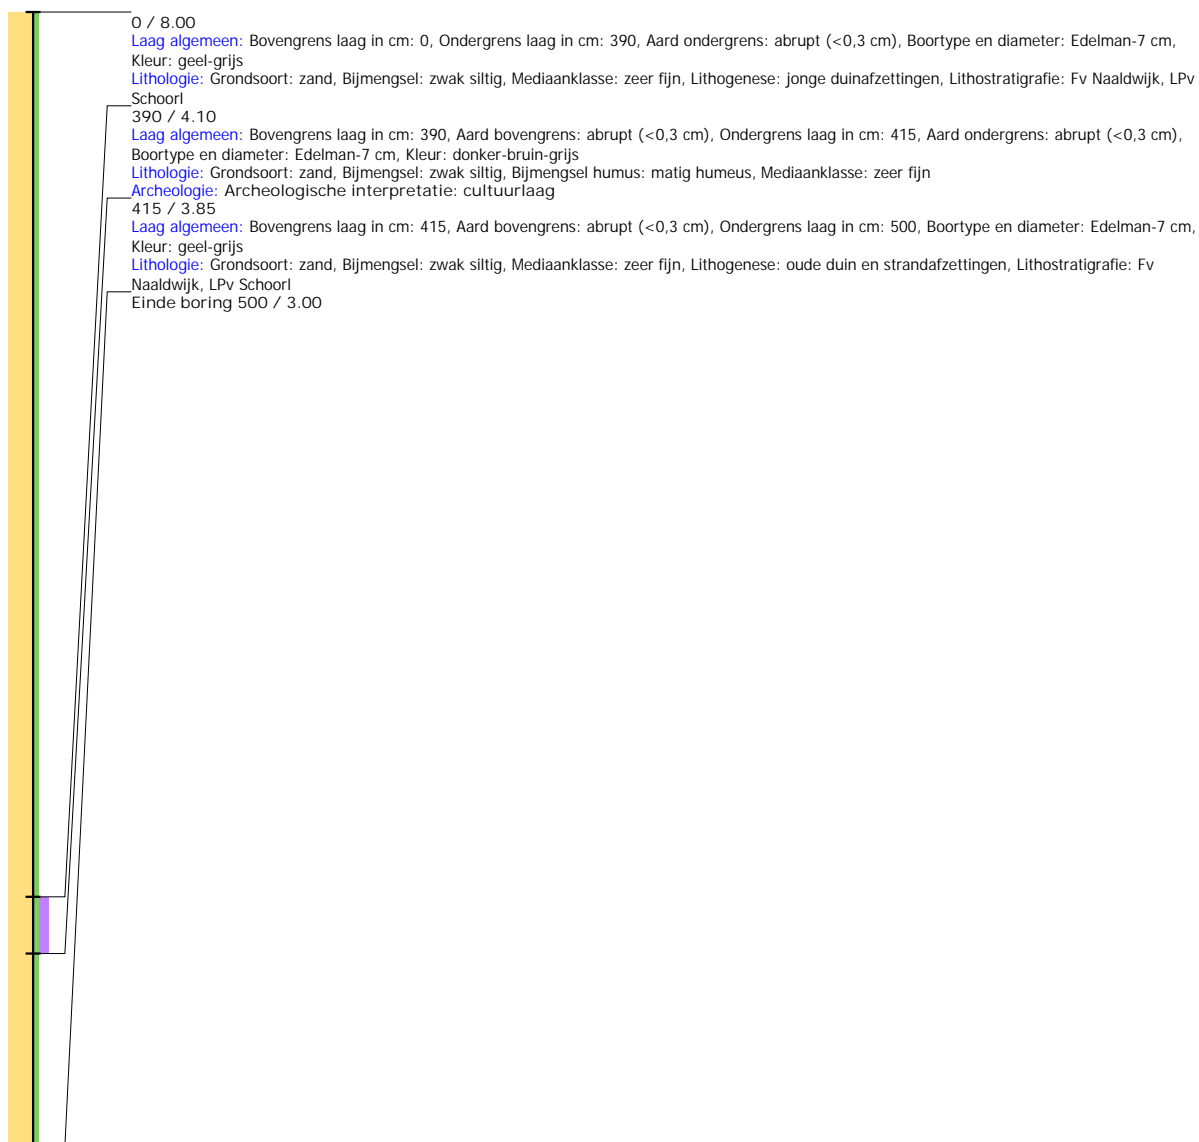 0 / 8.00
Laag algemeen: Bovengrens laag in cm: 0, Ondergrens laag in cm: 390, Aard ondergrens: abrupt (<0,3 cm), Boortype en diameter: Edelman-7 cm,
Kleur: geel-grijs
Lithologie: Grondsoort: zand, Bijmengsel: zwak siltig, Mediaanklasse: zeer fijn, Lithogenese: jonge duinafzettingen, Lithostratigrafie: Fv Naaldwijk, LPv
Schoorl
390 / 4.10
Laag algemeen: Bovengrens laag in cm: 390, Aard bovengrens: abrupt (<0,3 cm), Ondergrens laag in cm: 415, Aard ondergrens: abrupt (<0,3 cm),
Boortype en diameter: Edelman-7 cm, Kleur: donker-bruin-grijs
Lithologie: Grondsoort: zand, Bijmengsel: zwak siltig, Bijmengsel humus: matig humeus, Mediaanklasse: zeer fijn
Archeologie: Archeologische interpretatie: cultuurlaag
415 / 3.85
Laag algemeen: Bovengrens laag in cm: 415, Aard bovengrens: abrupt (<0,3 cm), Ondergrens laag in cm: 500, Boortype en diameter: Edelman-7 cm,
Kleur: geel-grijs
Lithologie: Grondsoort: zand, Bijmengsel: zwak siltig, Mediaanklasse: zeer fijn, Lithogenese: oude duin en strandafzettingen, Lithostratigrafie: Fv
Naaldwijk, LPv Schoorl
Einde boring 500 / 3.00